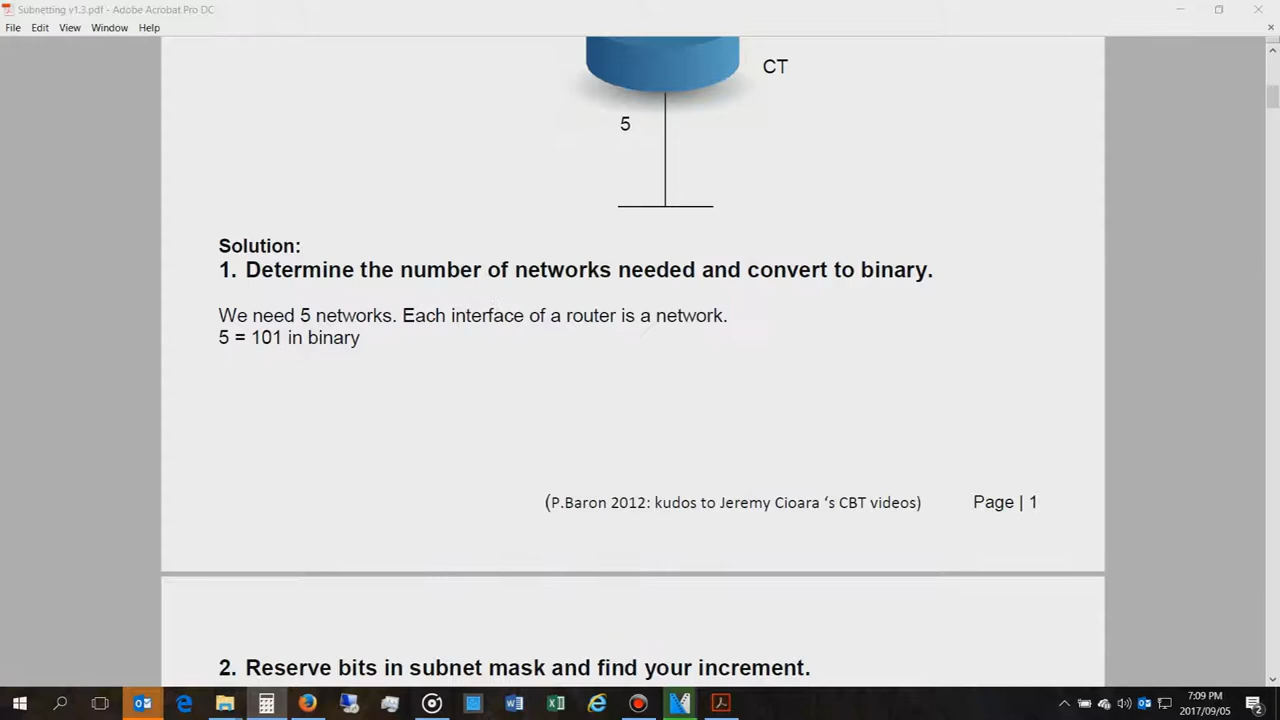 Subnetting v1.3.pdf - Adobe Acrobat Pro DC
File Edit View Window Help
CT
5
Solution:
1. Determine the number of networks needed and convert to binary.
We need 5 networks. Each interface of a router is a network.
5 = 101 in binary
(P.Baron 2012: kudos to Jeremy Cioara ‘s CBT videos) Page | 1
2. Reserve bits in subnet mask and find your increment.
7:09 PM
2017/09/05
2